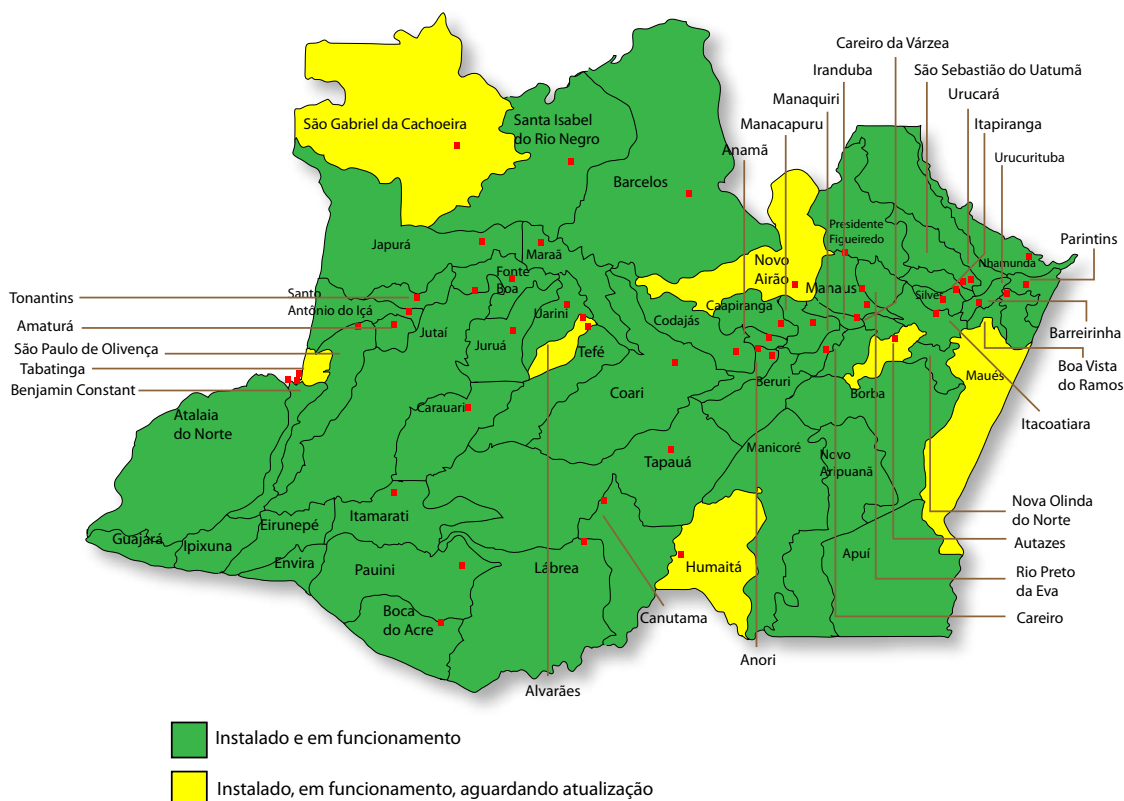 Careiro da Várzea
Iranduba
São Sebastião do Uatumã
Manaquiri
Urucará
Manacapuru
Itapiranga
Anamã
Urucurituba
São Gabriel da Cachoeira
Santa Isabel
do Rio Negro
Barcelos
Presidente
Figueiredo
Parintins
Japurá
Maraã
Novo
Airão
Nhamunda
Fonte
Boa
Manaus
Silves
Tonantins
Santo
Antônio do Içá
Uarini
Caapiranga
Codajás
Amaturá
Jutaí
Juruá
Tefé
Barreirinha
São Paulo de Olivença
Tabatinga
Benjamin Constant
Boa Vista
do Ramos
Maués
Beruri
Coari
Borba
Carauari
Atalaia
do Norte
Itacoatiara
Manicoré
Novo
Aripuanã
Tapauá
Nova Olinda
do Norte
Itamarati
Eirunepé
Guajará
Ipixuna
Envira
Pauini
Lábrea
Humaitá
Apuí
Autazes
Rio Preto
da Eva
Boca
do Acre
Canutama
Careiro
Anori
Alvarães
Instalado e em funcionamento
Instalado, em funcionamento, aguardando atualização